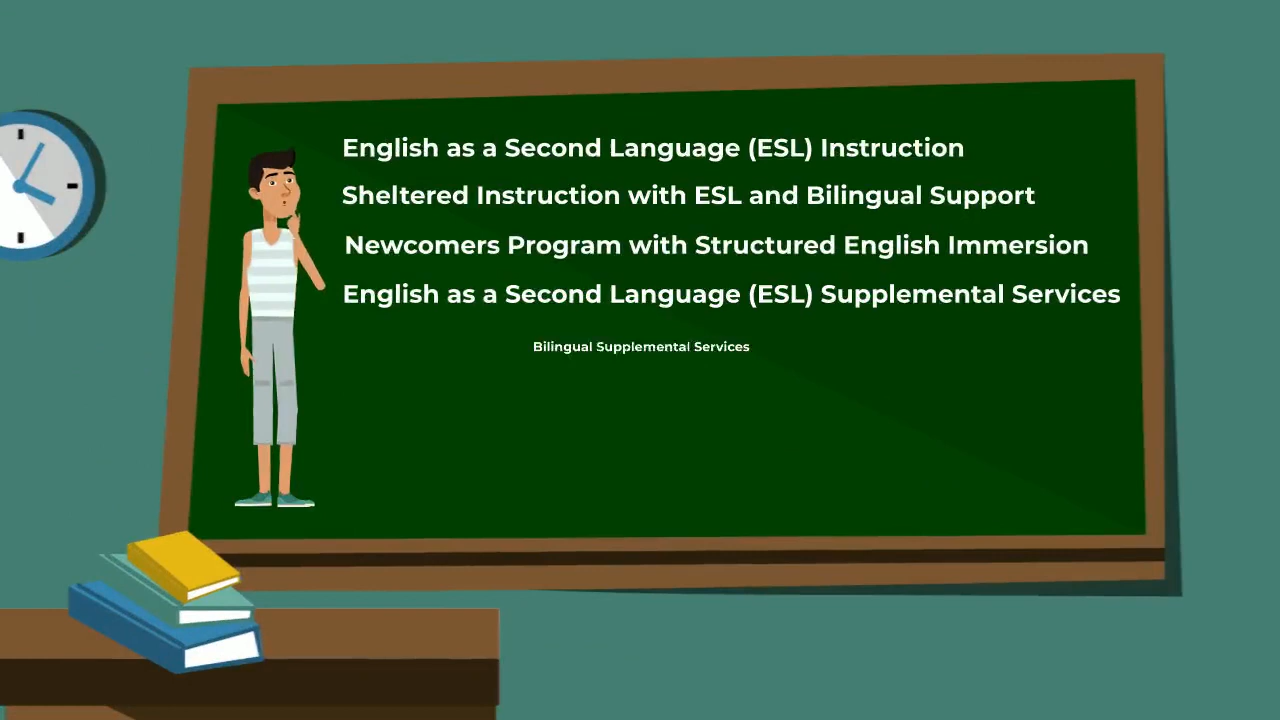 English as a Second Language (ESL) Instruction
Sheltered Instruction with ESL and Bilingual Support
Newcomers Program with Structured English Immersion
English as a Second Language (ESL) Supplemental Services
Bilingual Supplemental Services